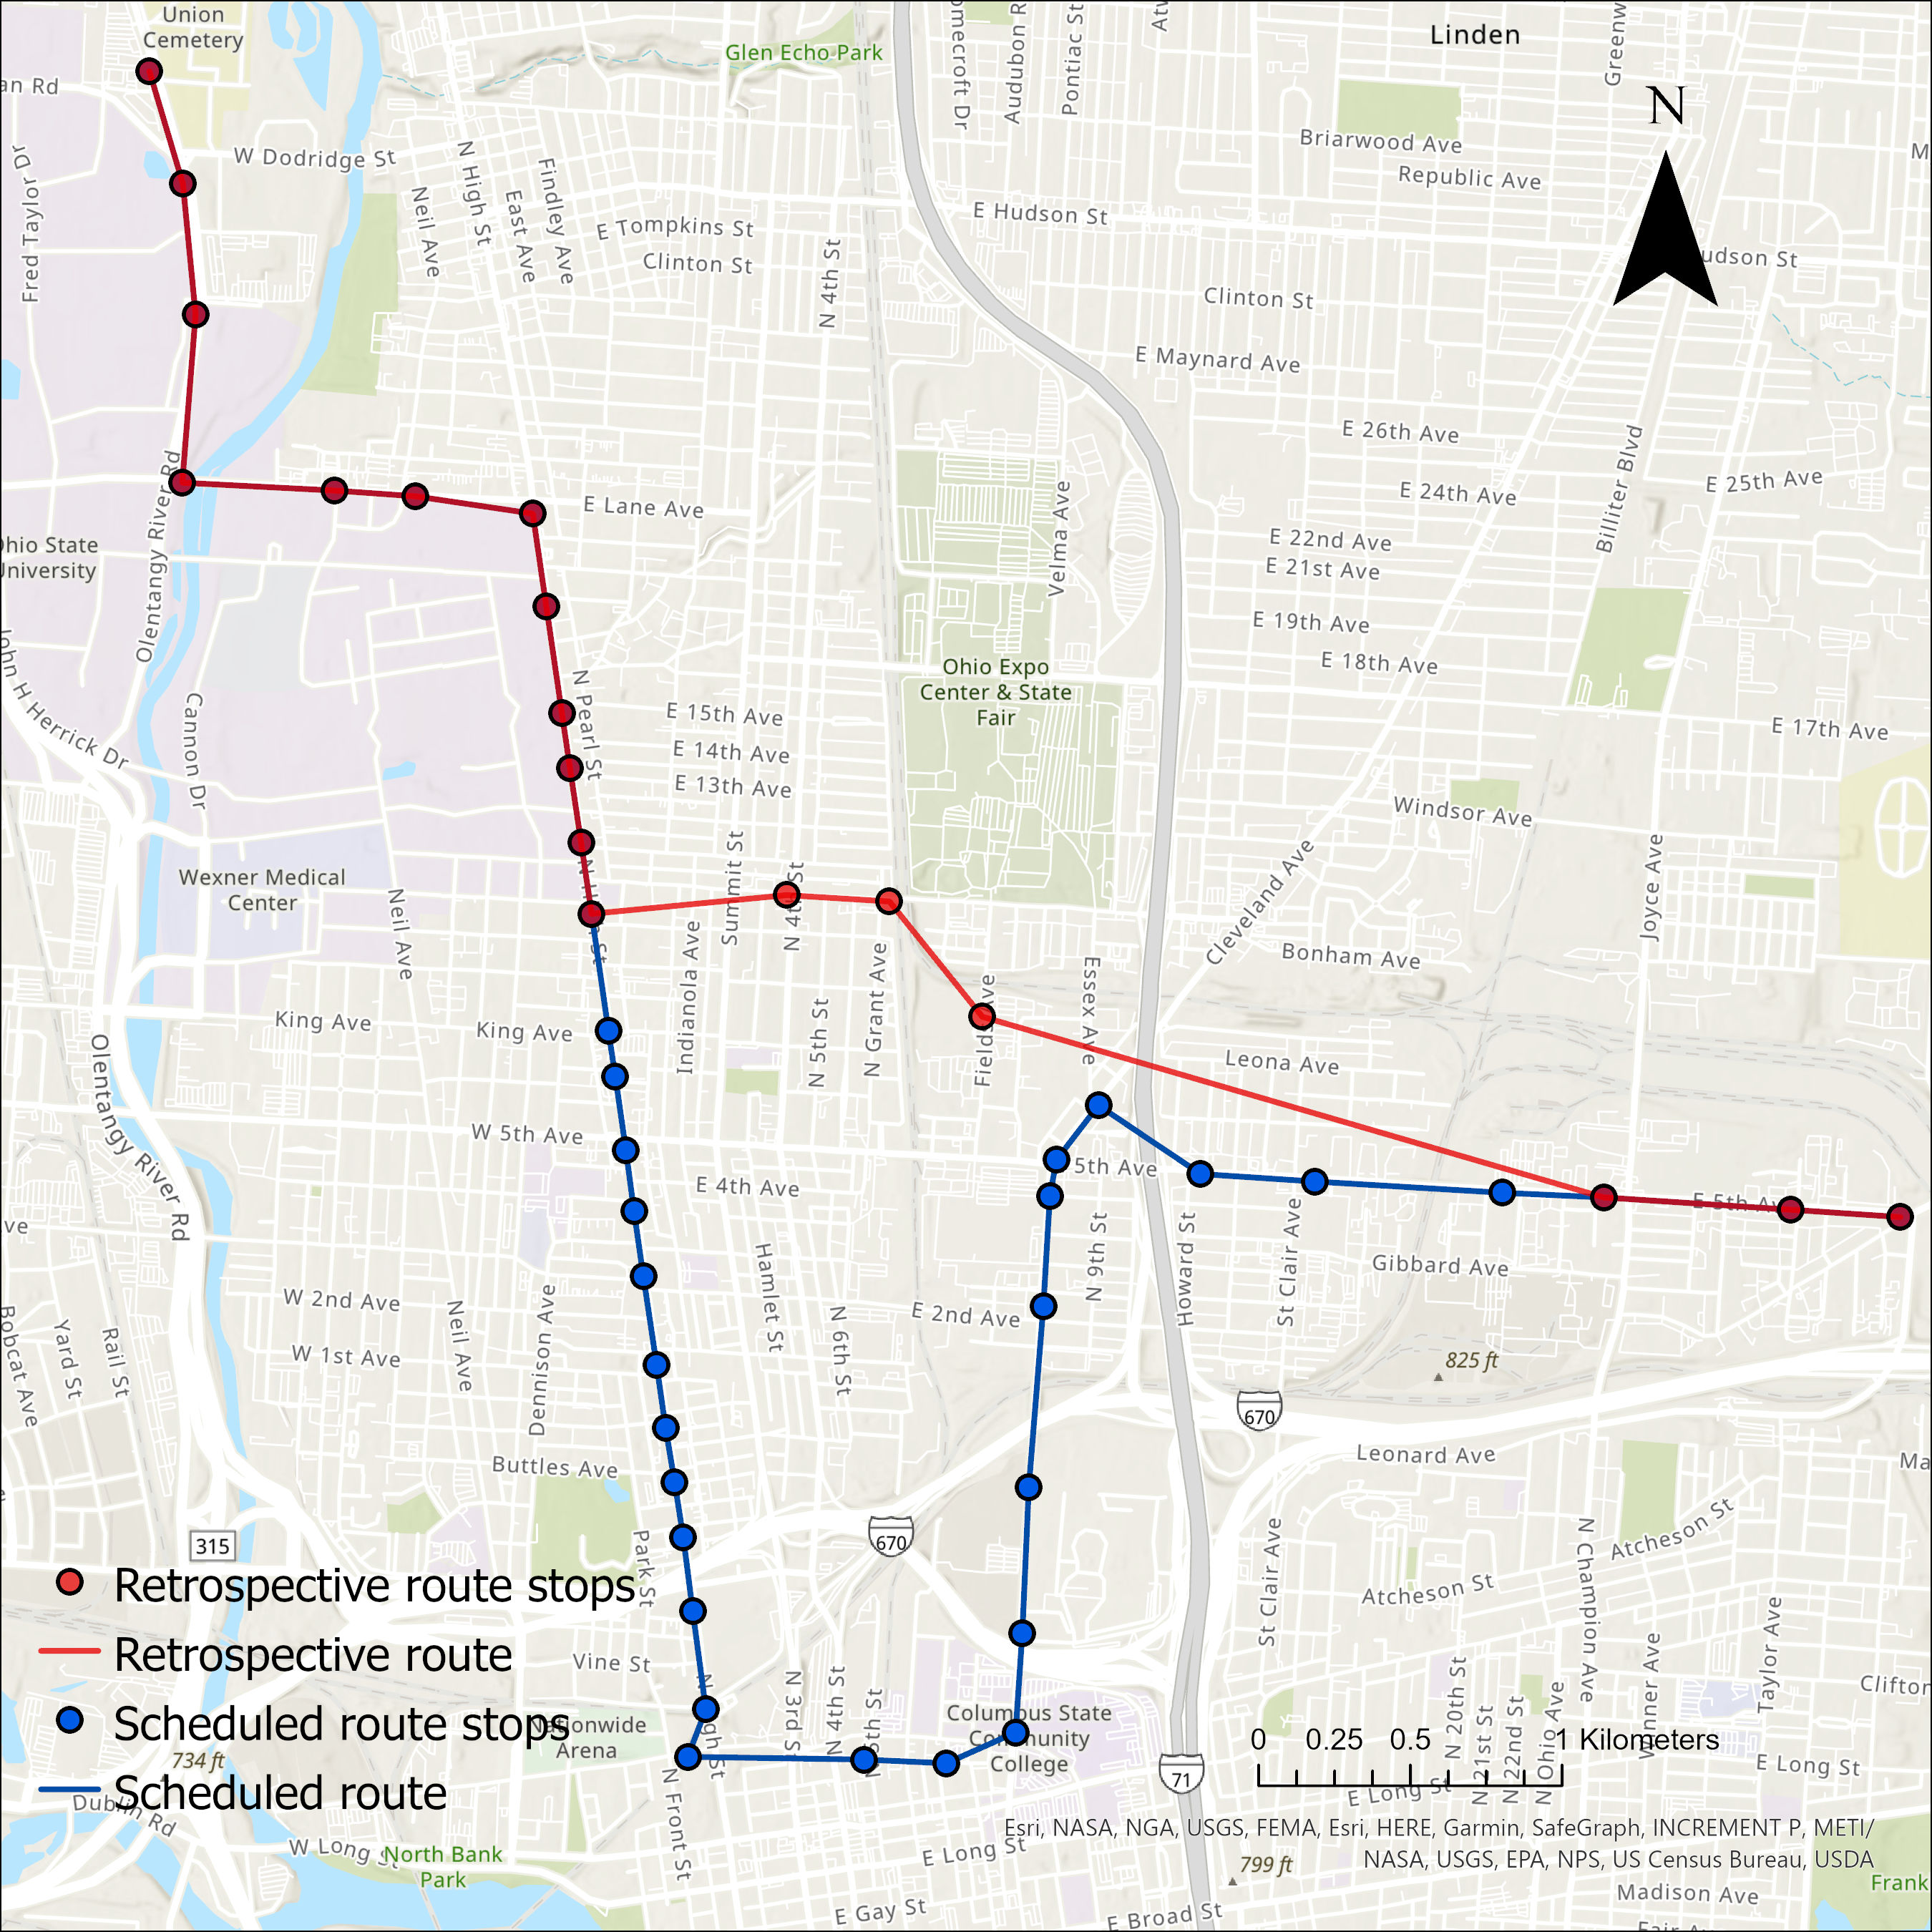 Union
Cemetery
an Rd
Glen Echo Park
omecroft Dr
Audubon R
Pontiac St
Linden
Greenw
N
W Dodridge St
Briarwood Ave
Republic Ave
Fred Taylor Dr
Neil Ave
N High St
East Ave
Findley Ave
E Tompkins St
Clinton St
N 4th St
E Hudson St
udson St
Clinton St
E Maynard Ave
E 26th Ave
E 24th Ave
E 25th Ave
Billiter Blvd
E Lane Ave
Velma Ave
E 22nd Ave
E 21st Ave
hio State
University
Olentangy River Rd
E 19th Ave
E 18th Ave
Ohio Expo
Center & State
Fair
John H Herrick Dr
Cannon Dr
N Pearl St
E 15th Ave
E 14th Ave
E 13th Ave
E 17th Ave
Windsor Ave
Wexner Medical
Center
Neil Ave
Summit St
Cleveland Ave
Joyce Ave
Indianola Ave
N Grant Ave
Essex Ave
Bonham Ave
King Ave
King Ave
N 5th St
Leona Ave
Olentangy River Rd
W 5th Ave
E 4th Ave
5th Ave
E 5th Av
ve
N 9th St
Howard St
St Clair Ave
Gibbard Ave
W 2nd Ave
Hamlet St
N 6th St
E 2nd Ave
Bobcat Ave
Yard St
Rail St
W 1st Ave
Neil Ave
Dennison Ave
825 ft
670
Buttles Ave
Leonard Ave
Ma
315
670
Park St
St Clair Ave
Atcheson St
Atcheson St
N Champion Ave
Taylor Ave
Winner Ave
Retrospective route stops
Retrospective route
Scheduled route stops
Scheduled route
Vine St
N 3rd St
N 4th St
Nationwide
Arena
Columbus State
Community
College
Clifton
N 20th St
N 21st St
N 22nd St
N Ohio Ave
0 0.25 0.5 1 Kilometers
71
734 ft
Dublin Rd
N Front St
E Long St
E Long St
W Long St
North Bank
Park
E Long St
Esri, NASA, NGA, USGS, FEMA, Esri, HERE, Garmin, SafeGraph, INCREMENT P, METI/
NASA, USGS, EPA, NPS, US Census Bureau, USDA
799 ft
Frank
E Gay St
E Broad St
Madison Ave